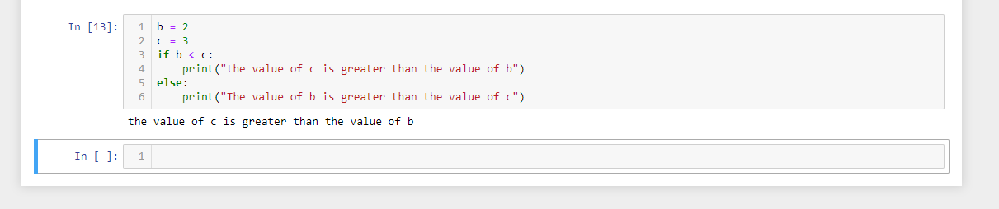 In [13]:
1 b = 2
2 c = 3
3 if b < c:
4     print("the value of c is greater than the value of b")
5 else:
6     print("The value of b is greater than the value of c")
the value of c is greater than the value of b
In [ ]: 1